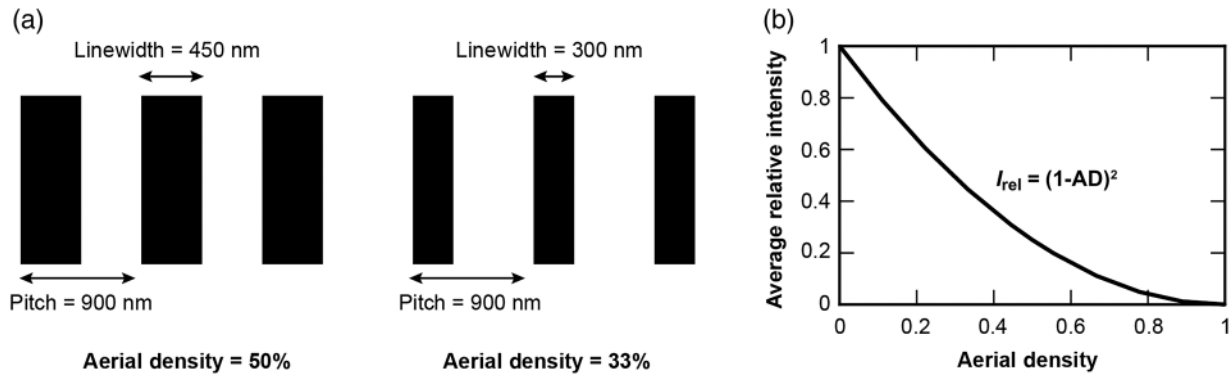 (a)
Linewidth = 450 nm
Linewidth = 300 nm
Pitch = 900 nm
Pitch = 900 nm
Aerial density = 50%
Aerial density = 33%
(b)
Average relative intensity
1
0.8
0.6
0.4
0.2
0
I_rel = (1-AD)²
0 0.2 0.4 0.6 0.8 1
Aerial density